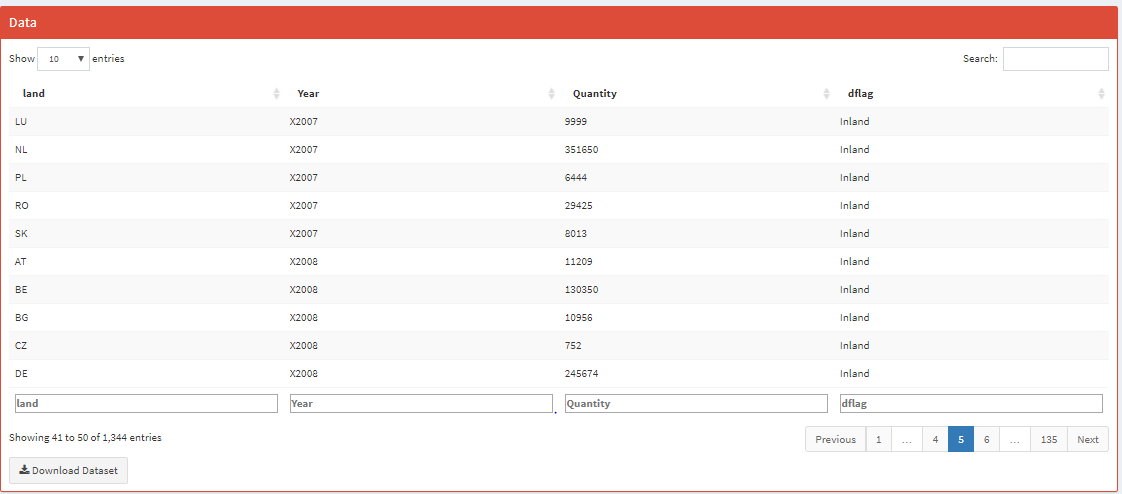 Data
Show 10 entries Search:
land Year Quantity dflag
LU X2007 9999 Inland
NL X2007 351650 Inland
PL X2007 6444 Inland
RO X2007 29425 Inland
SK X2007 8013 Inland
AT X2008 11209 Inland
BE X2008 130350 Inland
BG X2008 10956 Inland
CZ X2008 752 Inland
DE X2008 245674 Inland
land Year , Quantity dflag
Showing 41 to 50 of 1,344 entries Previous 1 ... 4 5 6 ... 135 Next
Download Dataset